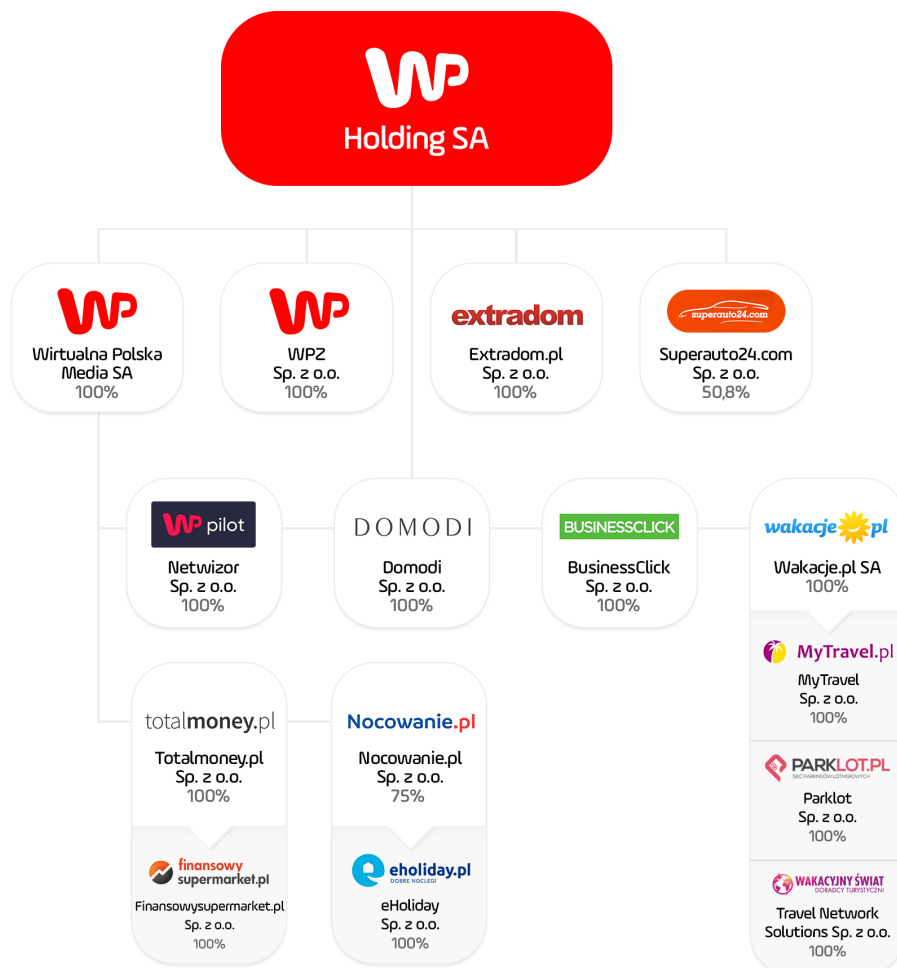 WP
Holding SA
WP
Wirtualna Polska
Media SA
100%
WP
WPZ
Sp. z o.o.
100%
extradom
Extradom.pl
Sp. z o.o.
100%
superauto24.com
Superauto24.com
Sp. z o.o.
50,8%
WP pilot
Netwizor
Sp. z o.o.
100%
DOMODI
Domodi
Sp. z o.o.
100%
BUSINESSCLICK
BusinessClick
Sp. z o.o.
100%
wakacje pl
Wakacje.pl SA
100%
MyTravel.pl
MyTravel
Sp. z o.o.
100%
PARKLOT.PL
SIEĆ PARKINGÓW LOTNISKOWYCH
Parklot
Sp. z o.o.
100%
WAKACYJNY ŚWIAT
DORADCY TURYSTYCZNI
Travel Network
Solutions Sp. z o.o.
100%
totalmoney.pl
Totalmoney.pl
Sp. z o.o.
100%
finansowy
supermarket.pl
Finansowysupermarket.pl
Sp. z o.o.
100%
Nocowanie.pl
Nocowanie.pl
Sp. z o.o.
75%
eholiday.pl
DOBRE NOCLEGI
eHoliday
Sp. z o.o.
100%